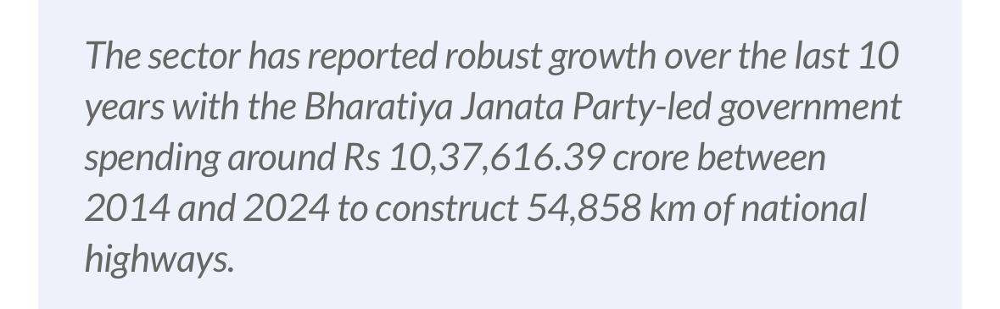 The sector has reported robust growth over the last 10
years with the Bharatiya Janata Party-led government
spending around Rs 10,37,616.39 crore between
2014 and 2024 to construct 54,858 km of national
highways.